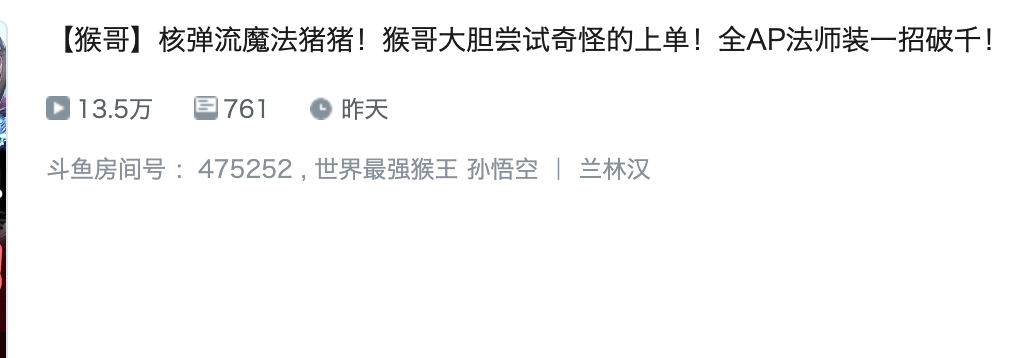 【猴哥】核弹流魔法猪猪！猴哥大胆尝试奇怪的上单！全AP法师装一招破千！
13.5万 761 昨天
斗鱼房间号 ：475252 , 世界最强猴王 孙悟空 ｜ 兰林汉